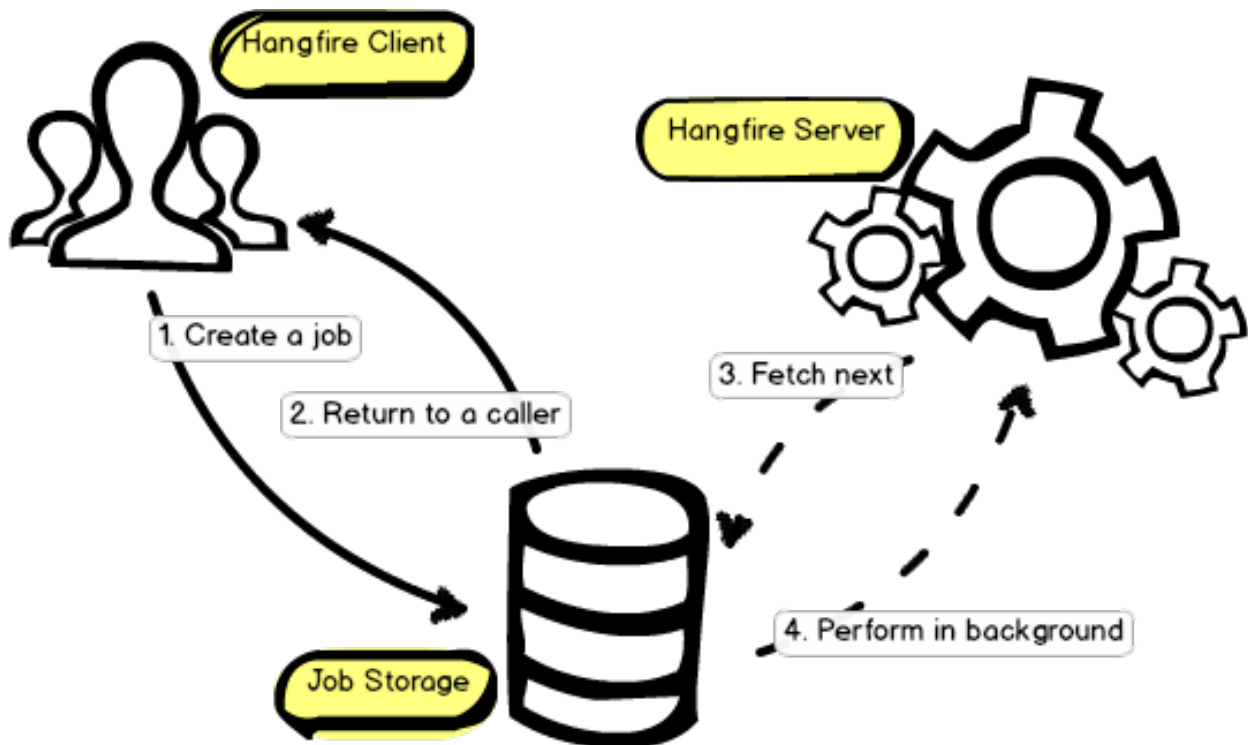 Hangfire Client
Hangfire Server
1. Create a job
3. Fetch next
2. Return to a caller
4. Perform in background
Job Storage